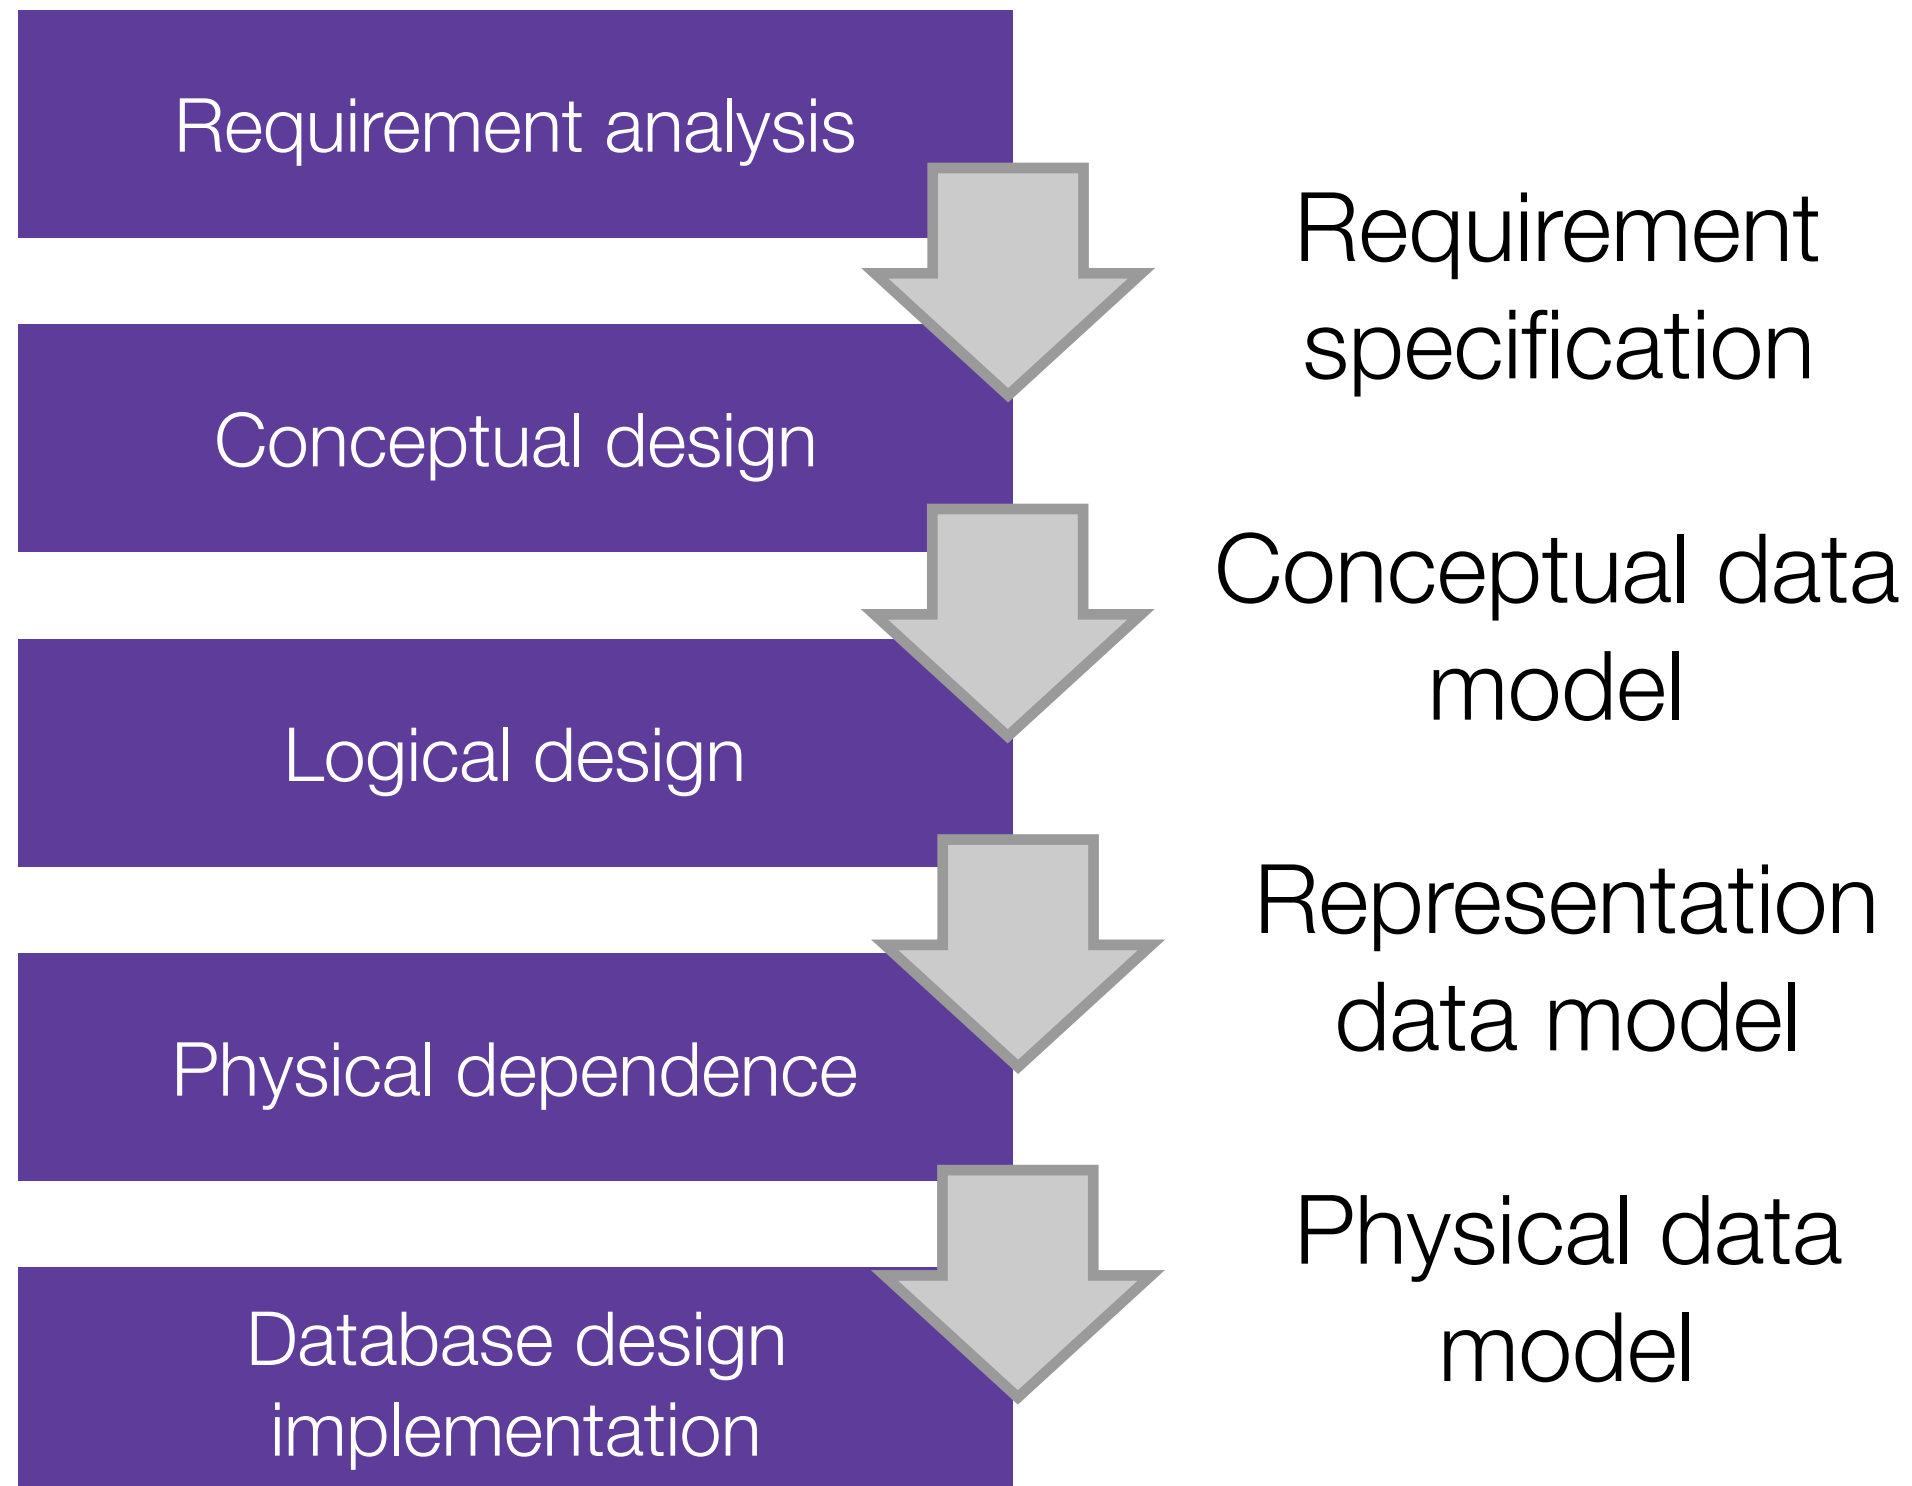 Requirement analysis
Requirement
specification
Conceptual design
Conceptual data
model
Logical design
Representation
data model
Physical dependence
Physical data
model
Database design
implementation